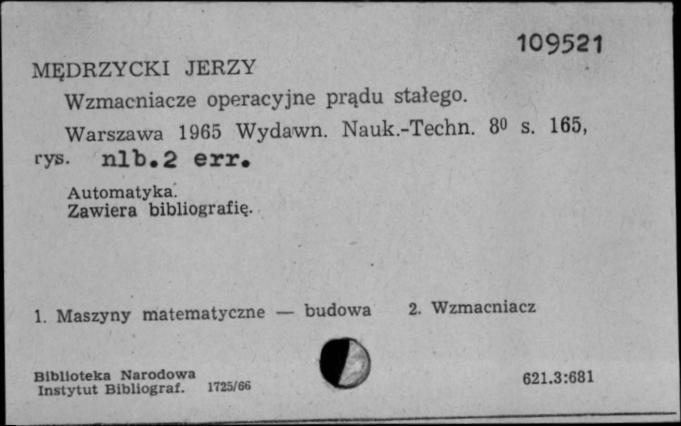 109521
MĘDRZYCKI JERZY
Wzmacniacze operacyjne prądu stałego.
Warszawa 1965 Wydawn. Nauk.-Techn. 8⁰ s. 165,
rys. nlb.2 err.
Automatyka.
Zawiera bibliografię.
1. Maszyny matematyczne — budowa 2. Wzmacniacz
Biblioteka Narodowa
Instytut Bibliograf. 1725/66
621.3:681